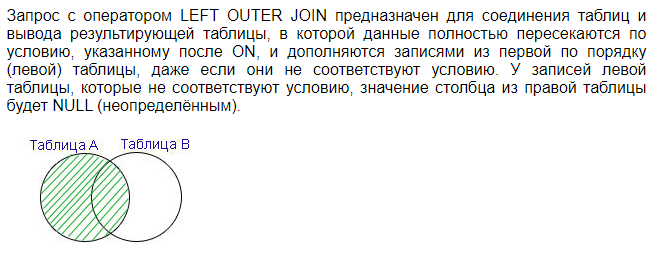 Запрос с оператором LEFT OUTER JOIN предназначен для соединения таблиц и
вывода результирующей таблицы, в которой данные полностью пересекаются по
условию, указанному после ON, и дополняются записями из первой по порядку
(левой) таблицы, даже если они не соответствуют условию. У записей левой
таблицы, которые не соответствуют условию, значение столбца из правой таблицы
будет NULL (неопределённым).
Таблица А Таблица В